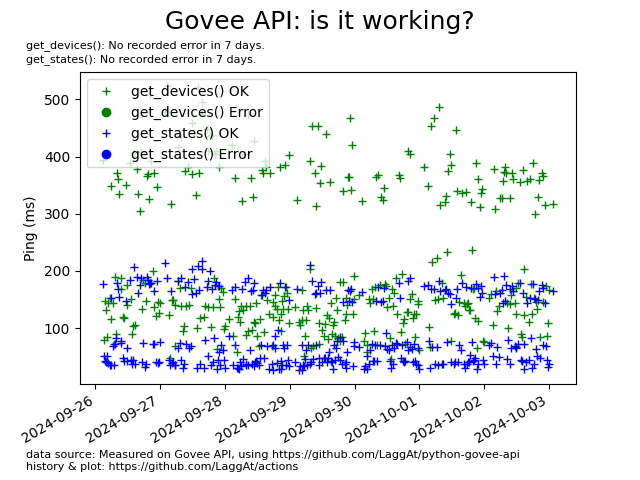 Govee API: is it working?
get_devices(): No recorded error in 7 days.
get_states(): No recorded error in 7 days.
get_devices() OK
get_devices() Error
get_states() OK
get_states() Error
500
400
300
200
100
Ping (ms)
2024-09-26
2024-09-27
2024-09-28
2024-09-29
2024-09-30
2024-10-01
2024-10-02
2024-10-03
data source: Measured on Govee API, using https://github.com/LaggAt/python-govee-api
history & plot: https://github.com/LaggAt/actions